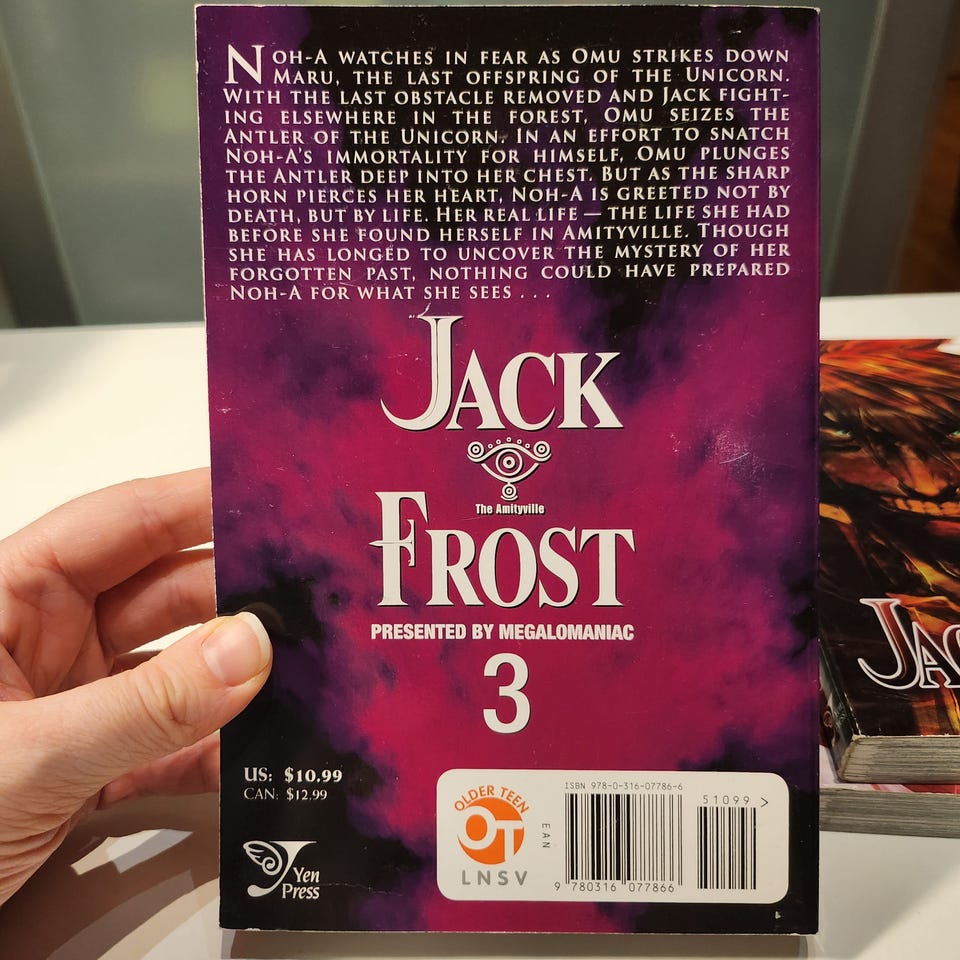 NOH-A WATCHES IN FEAR AS OMU STRIKES DOWN
MARU, THE LAST OFFSPRING OF THE UNICORN.
WITH THE LAST OBSTACLE REMOVED AND JACK FIGHT-
ING ELSEWHERE IN THE FOREST, OMU SEIZES THE
ANTLER OF THE UNICORN. IN AN EFFORT TO SNATCH
NOH-A'S IMMORTALITY FOR HIMSELF, OMU PLUNGES
THE ANTLER DEEP INTO HER CHEST. BUT AS THE SHARP
HORN PIERCES HER HEART, NOH-A IS GREETED NOT BY
DEATH, BUT BY LIFE. HER REAL LIFE — THE LIFE SHE HAD
BEFORE SHE FOUND HERSELF IN AMITYVILLE. THOUGH
SHE HAS LONGED TO UNCOVER THE MYSTERY OF HER
FORGOTTEN PAST, NOTHING COULD HAVE PREPARED
NOH-A FOR WHAT SHE SEES . . .
JACK
The Amityville
FROST
PRESENTED BY MEGALOMANIAC
3
US: $10.99
CAN: $12.99
Yen
Press
OLDER TEEN
OT
LNSV
EAN
ISBN 978-0-316-07786-6
51099 >
9 780316 077866
JAC